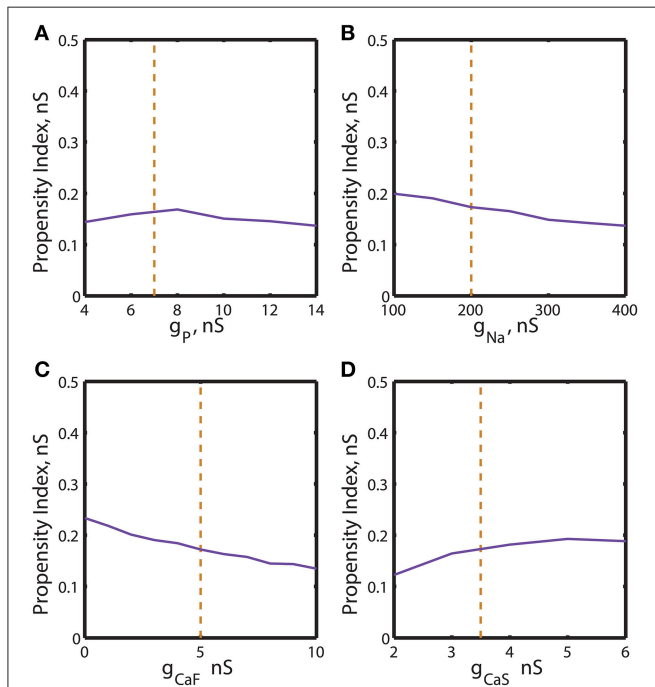 A
0.5
0.4
0.3
0.2
0.1
0
Propensity Index, nS
4 6 8 10 12 14
g_P, nS
B
0.5
0.4
0.3
0.2
0.1
0
Propensity Index, nS
100 200 300 400
g_Na, nS
C
0.5
0.4
0.3
0.2
0.1
0
Propensity Index, nS
0 5 10
g_CaF nS
D
0.5
0.4
0.3
0.2
0.1
0
Propensity Index, nS
2 3 4 5 6
g_CaS nS